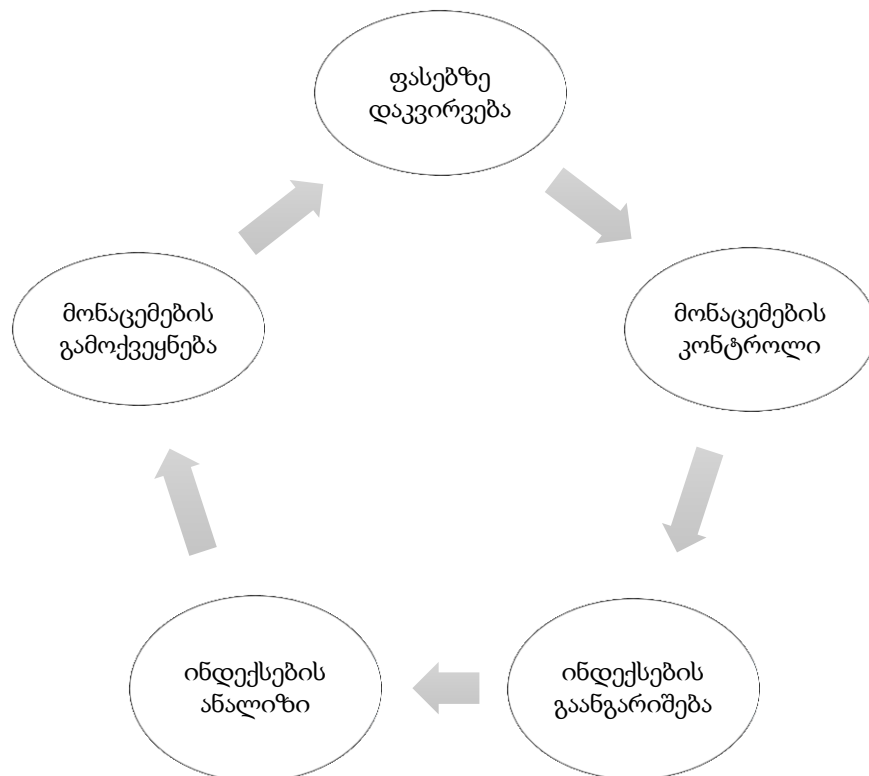 ფასებზე
დაკვირვება
მონაცემების
კონტროლი
ინდექსების
გაანგარიშება
ინდექსების
ანალიზი
მონაცემების
გამოქვეყნება